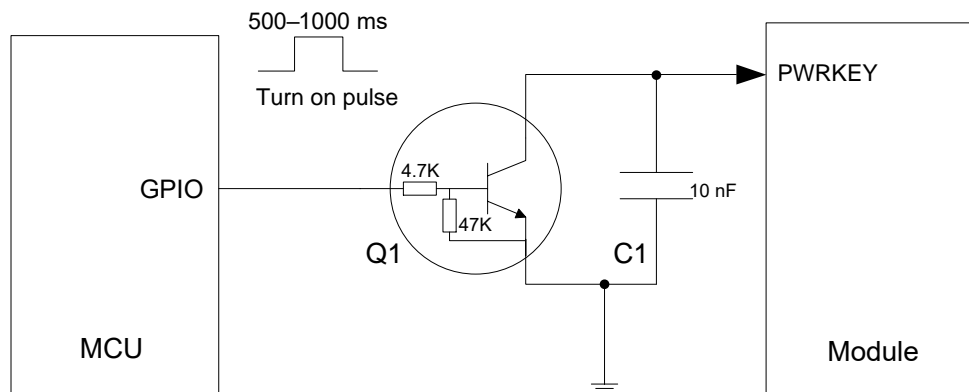 500–1000 ms
Turn on pulse
PWRKEY
4.7K
GPIO
10 nF
47K
Q1
C1
MCU
Module